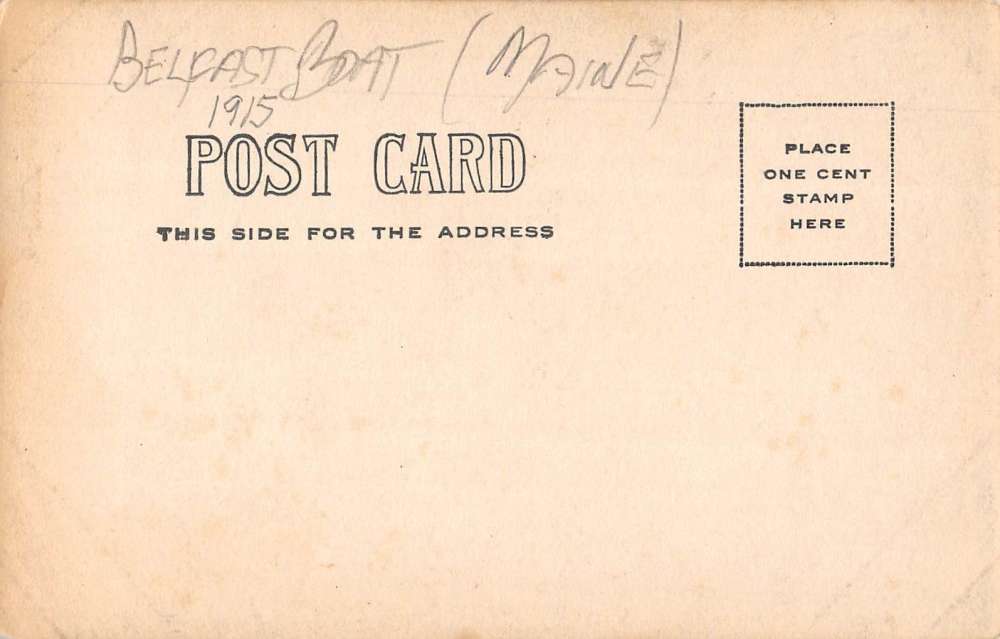 BELFAST BOAT (MAINE)
1915
POST CARD
THIS SIDE FOR THE ADDRESS
PLACE
ONE CENT
STAMP
HERE